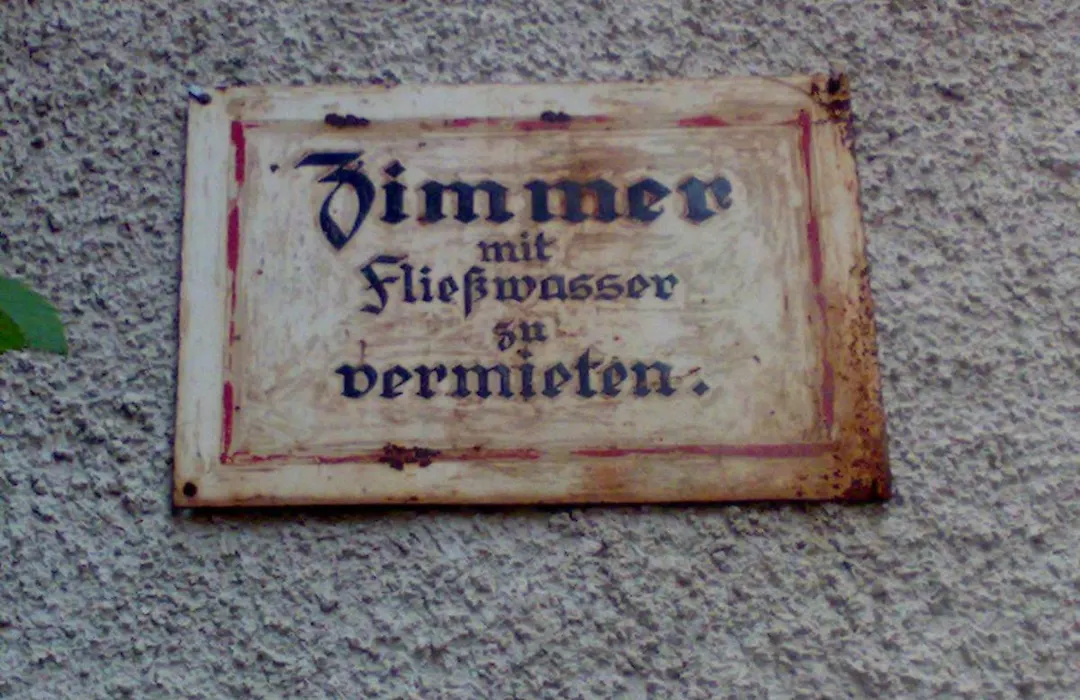 Zimmer
mit
Fließwasser
zu
vermieten.